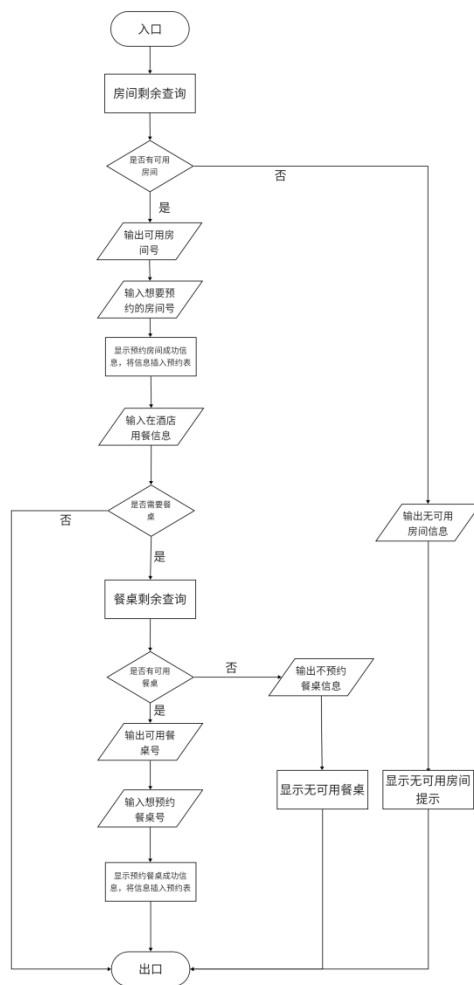 入口
房间剩余查询
是否有可用
房间
否
是
输出可用房
间号
输入想要预
约的房间号
显示预约房间成功信
息，将信息插入预约表
输入在酒店
用餐信息
是否需要餐
桌
否
是
输出无可用
房间信息
餐桌剩余查询
是否有可用
餐桌
否
是
输出不预约
餐桌信息
输出可用餐
桌号
显示无可用餐桌
显示无可用房间
提示
输入想预约
餐桌号
显示预约餐桌成功信
息，将信息插入预约表
出口